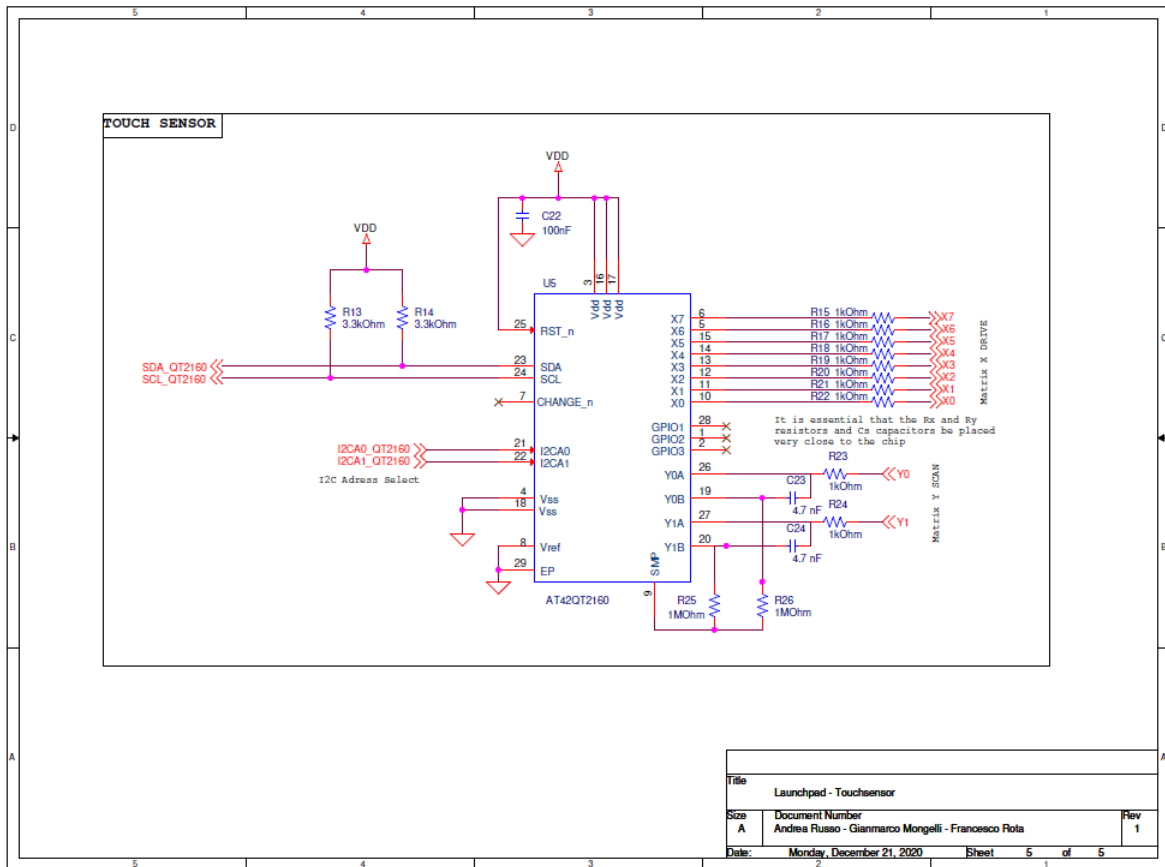 5 4 3 2 1
D D
C C
B B
A A
TOUCH SENSOR
VDD
C22
100nF
VDD
R13
3.3kOhm
R14
3.3kOhm
U5
3 16 17
Vdd Vdd Vdd
25 RST_n
SDA_QT2160 23 SDA
SCL_QT2160 24 SCL
7 CHANGE_n
I2CA0_QT2160 21 I2CA0
I2CA1_QT2160 22 I2CA1
I2C Adress Select
4 Vss
18 Vss
8 Vref
29 EP
AT42QT2160
X7 6 R15 1kOhm X7
X6 5 R16 1kOhm X6
X5 15 R17 1kOhm X5
X4 14 R18 1kOhm X4
X3 13 R19 1kOhm X3
X2 12 R20 1kOhm X2
X1 11 R21 1kOhm X1
X0 10 R22 1kOhm X0
Matrix X DRIVE
It is essential that the Rx and Ry
resistors and Cs capacitors be placed
very close to the chip
GPIO1 28
GPIO2 1
GPIO3 2
Y0A 26 R23 1kOhm Y0
Y0B 19 C23 4.7 nF
Y1A 27 R24 1kOhm Y1
Y1B 20 C24 4.7 nF
Matrix Y SCAN
SMP
9
R25
1MOhm
R26
1MOhm
Title
Launchpad - Touchsensor
Size Document Number Rev
A Andrea Russo - Gianmarco Mongelli - Francesco Rota 1
Date: Monday, December 21, 2020 Sheet 5 of 5
5 4 3 2 1